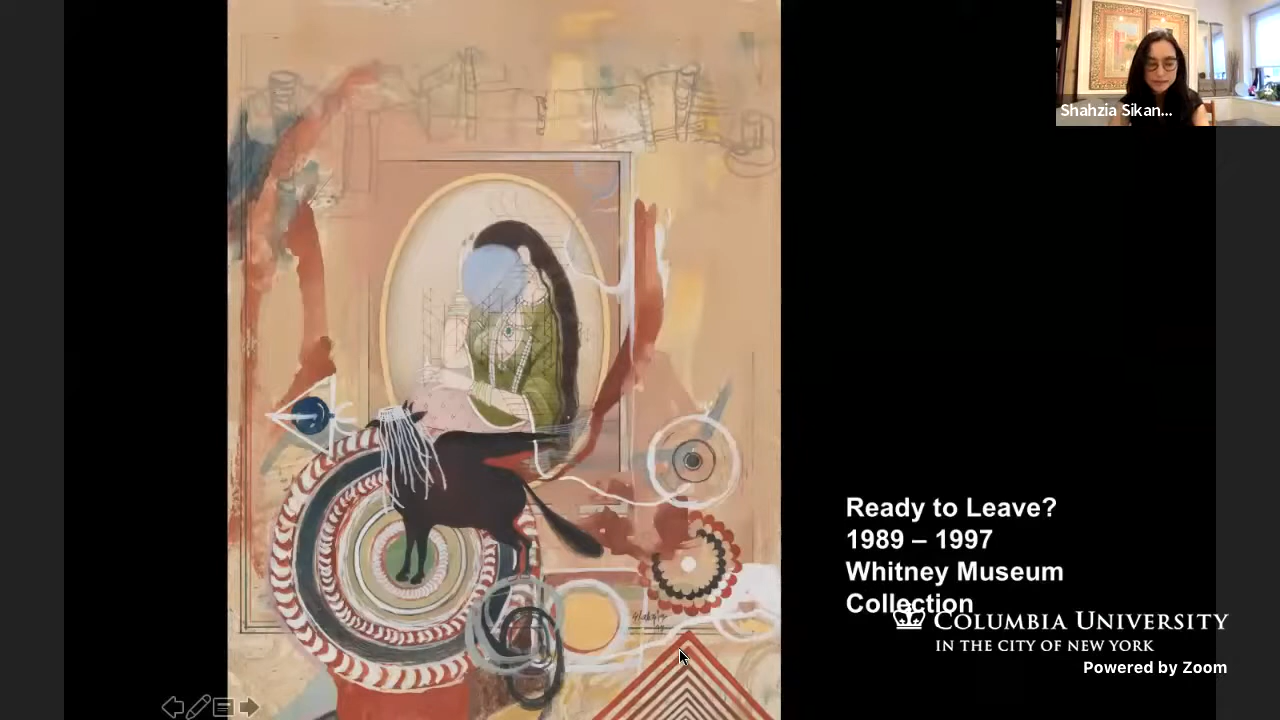 Shahzia Sikan...
Ready to Leave?
1989 – 1997
Whitney Museum
Collection
COLUMBIA UNIVERSITY
IN THE CITY OF NEW YORK
Powered by Zoom